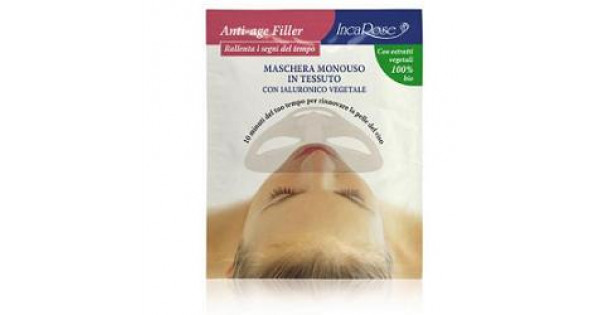 Anti-age Filler
Rallenta i segni del tempo
IncaRose
Con estratti
vegetali
100%
bio
MASCHERA MONOUSO
IN TESSUTO
CON IALURONICO VEGETALE
10 minuti del tuo tempo per rinnovare la pelle del viso